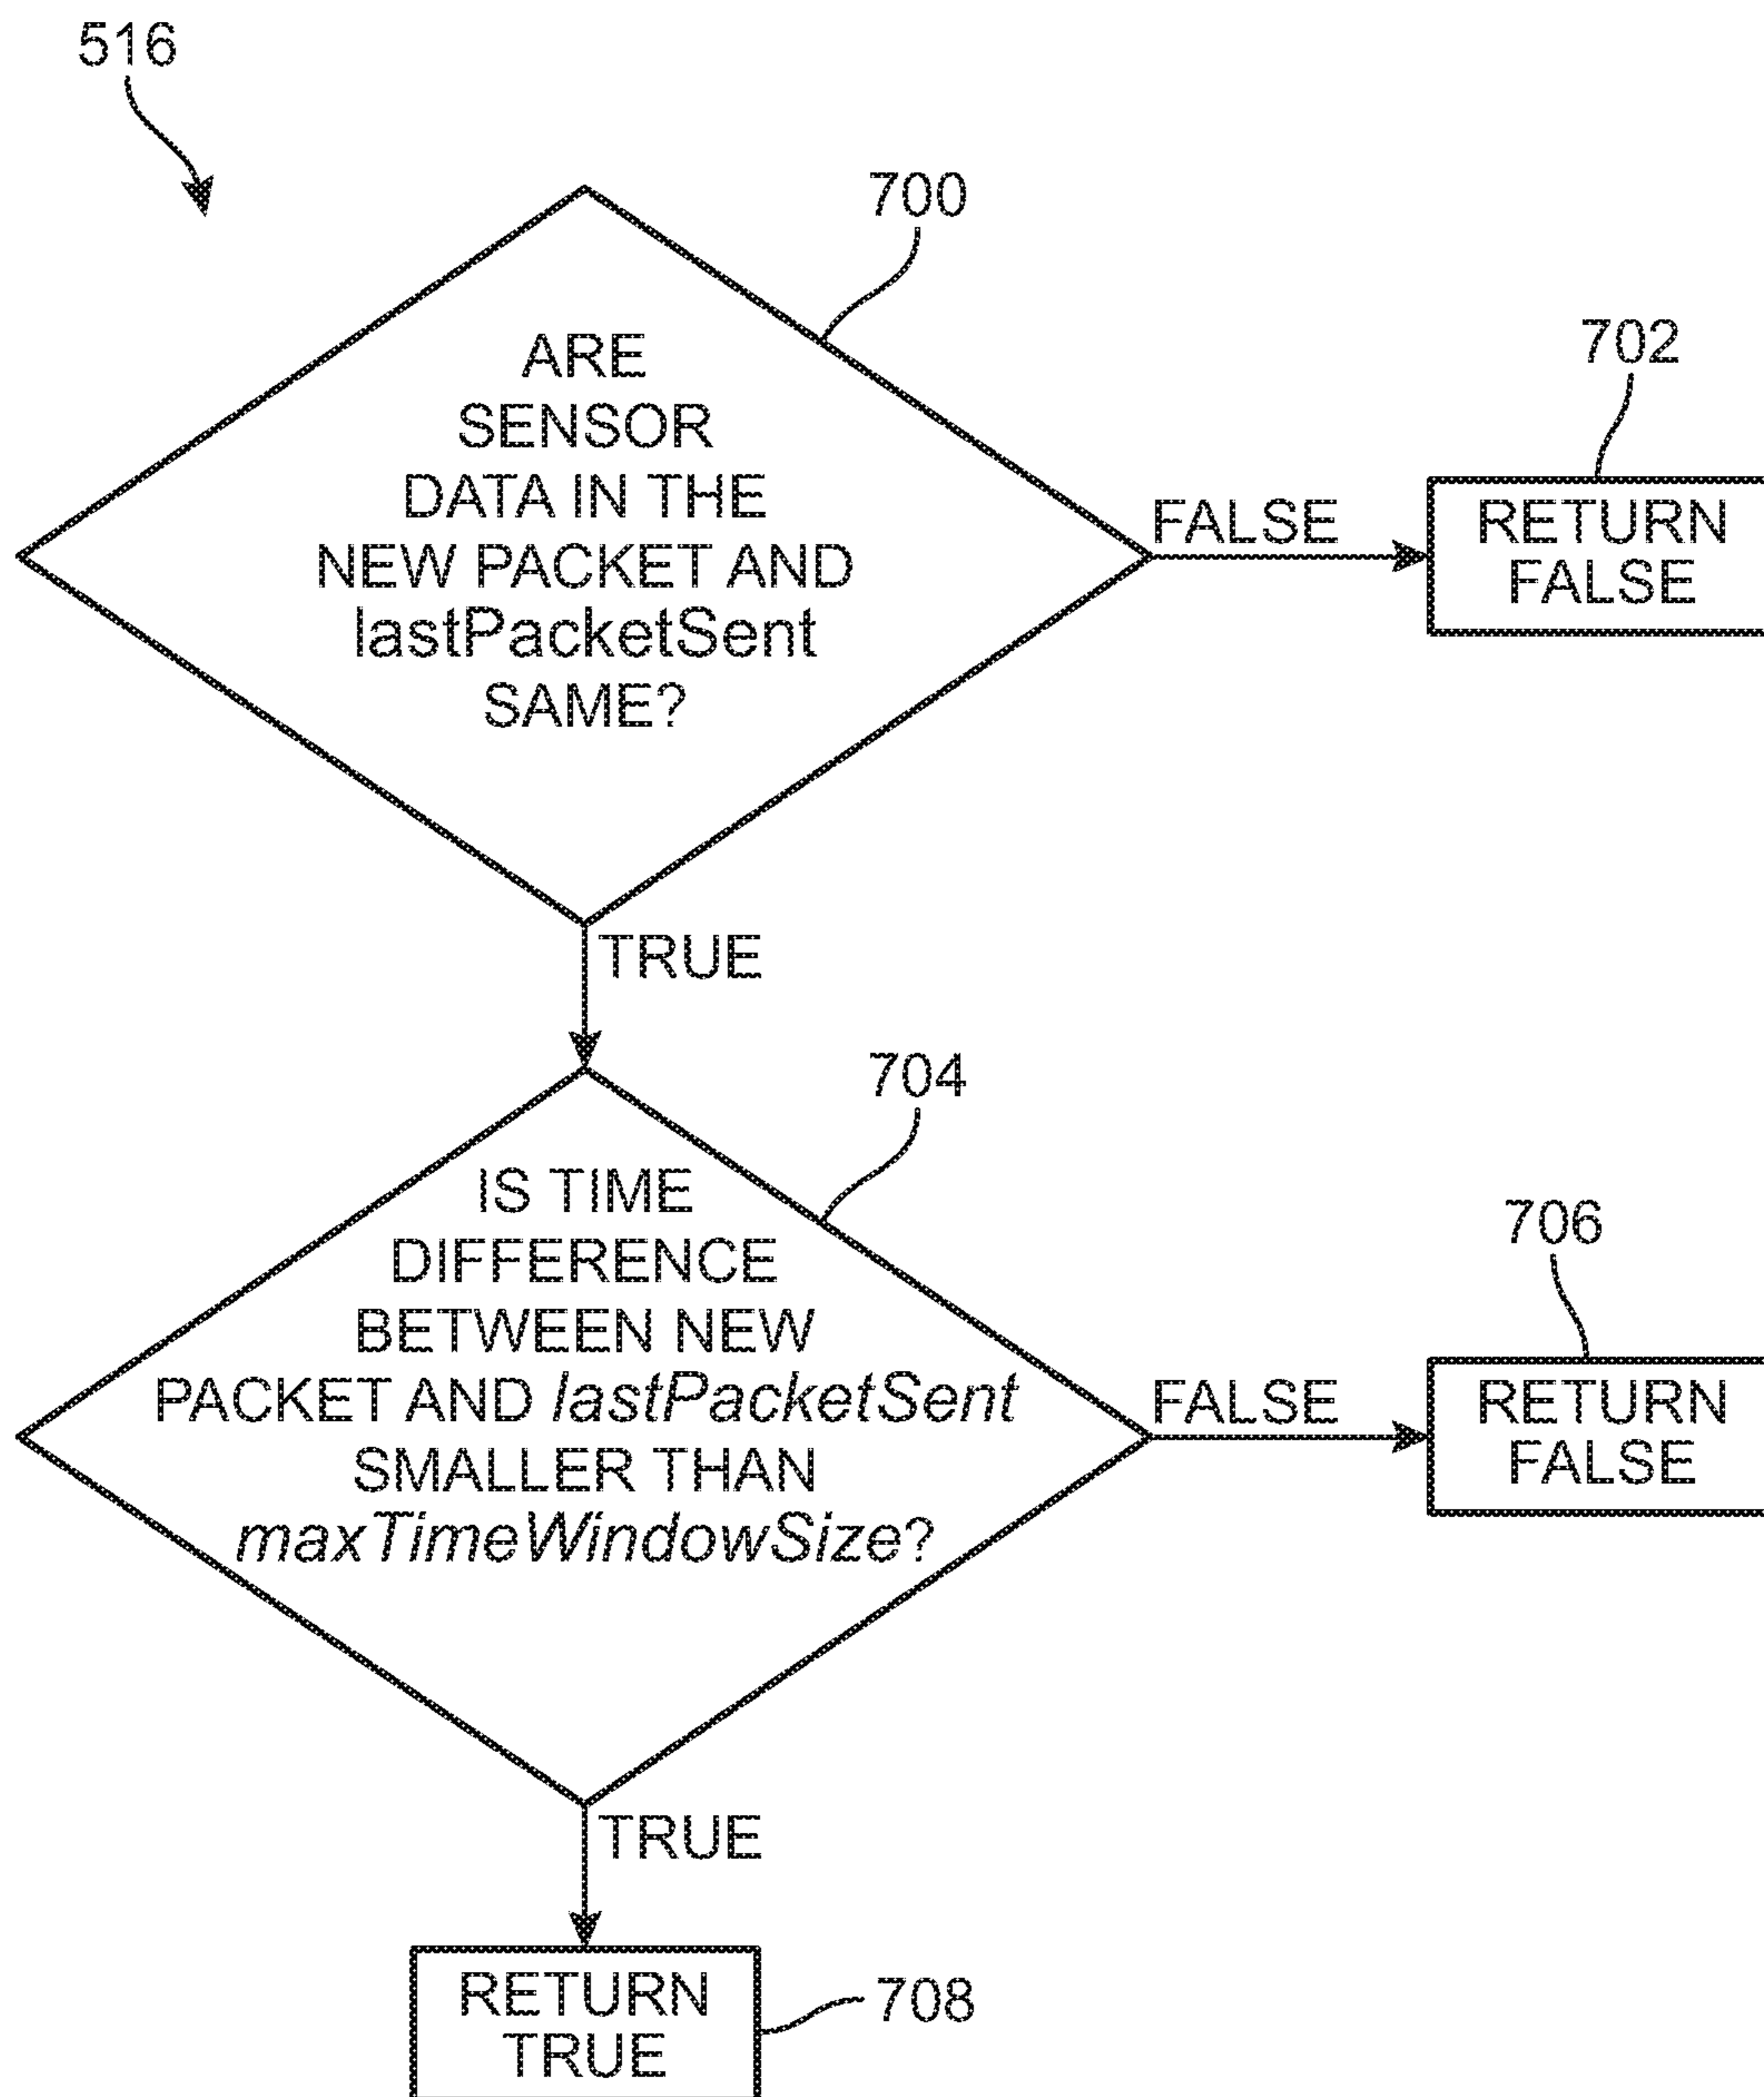 516
700
ARE
SENSOR
DATA IN THE
NEW PACKET AND
lastPacketSent
SAME?
FALSE
702
RETURN
FALSE
TRUE
704
IS TIME
DIFFERENCE
BETWEEN NEW
PACKET AND lastPacketSent
SMALLER THAN
maxTimeWindowSize?
FALSE
706
RETURN
FALSE
TRUE
RETURN
TRUE
708